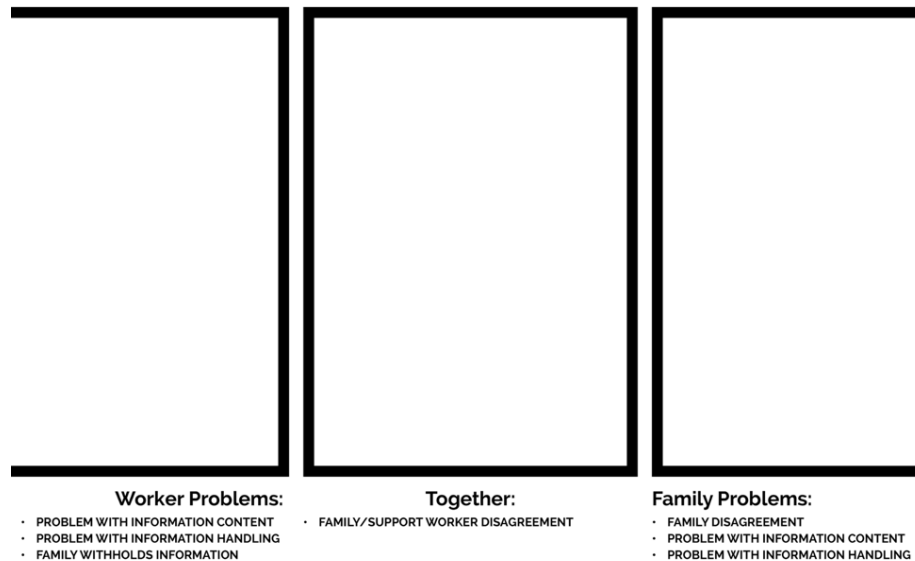 Worker Problems:
• PROBLEM WITH INFORMATION CONTENT
• PROBLEM WITH INFORMATION HANDLING
• FAMILY WITHHOLDS INFORMATION
Together:
• FAMILY/SUPPORT WORKER DISAGREEMENT
Family Problems:
• FAMILY DISAGREEMENT
• PROBLEM WITH INFORMATION CONTENT
• PROBLEM WITH INFORMATION HANDLING